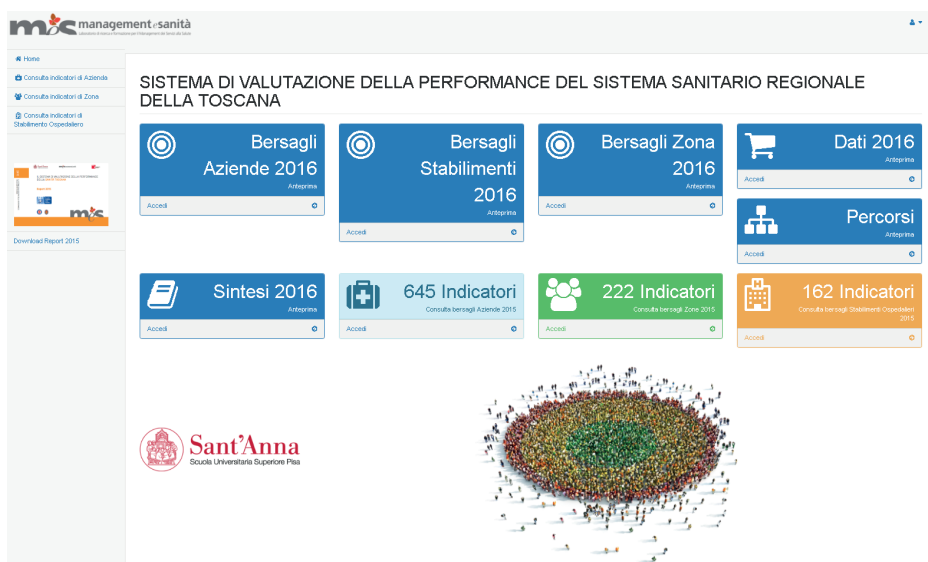 mes management e sanità
Home
Consulta indicatori di Azienda
Consulta indicatori di Zona
Consulta indicatori di
Stabilimento Ospedaliero
mes
Download Report 2015
SISTEMA DI VALUTAZIONE DELLA PERFORMANCE DEL SISTEMA SANITARIO REGIONALE
DELLA TOSCANA
Bersagli
Aziende 2016
Anteprima
Accedi
Bersagli
Stabilimenti
2016
Anteprima
Accedi
Bersagli Zona
2016
Anteprima
Accedi
Dati 2016
Anteprima
Accedi
Percorsi
Anteprima
Accedi
Sintesi 2016
Anteprima
Accedi
645 Indicatori
Consulta bersagli Aziende 2015
Accedi
222 Indicatori
Consulta bersagli Zone 2015
Accedi
162 Indicatori
Consulta bersagli Stabilimenti Ospedalieri
2015
Accedi
Sant'Anna
Scuola Universitaria Superiore Pisa